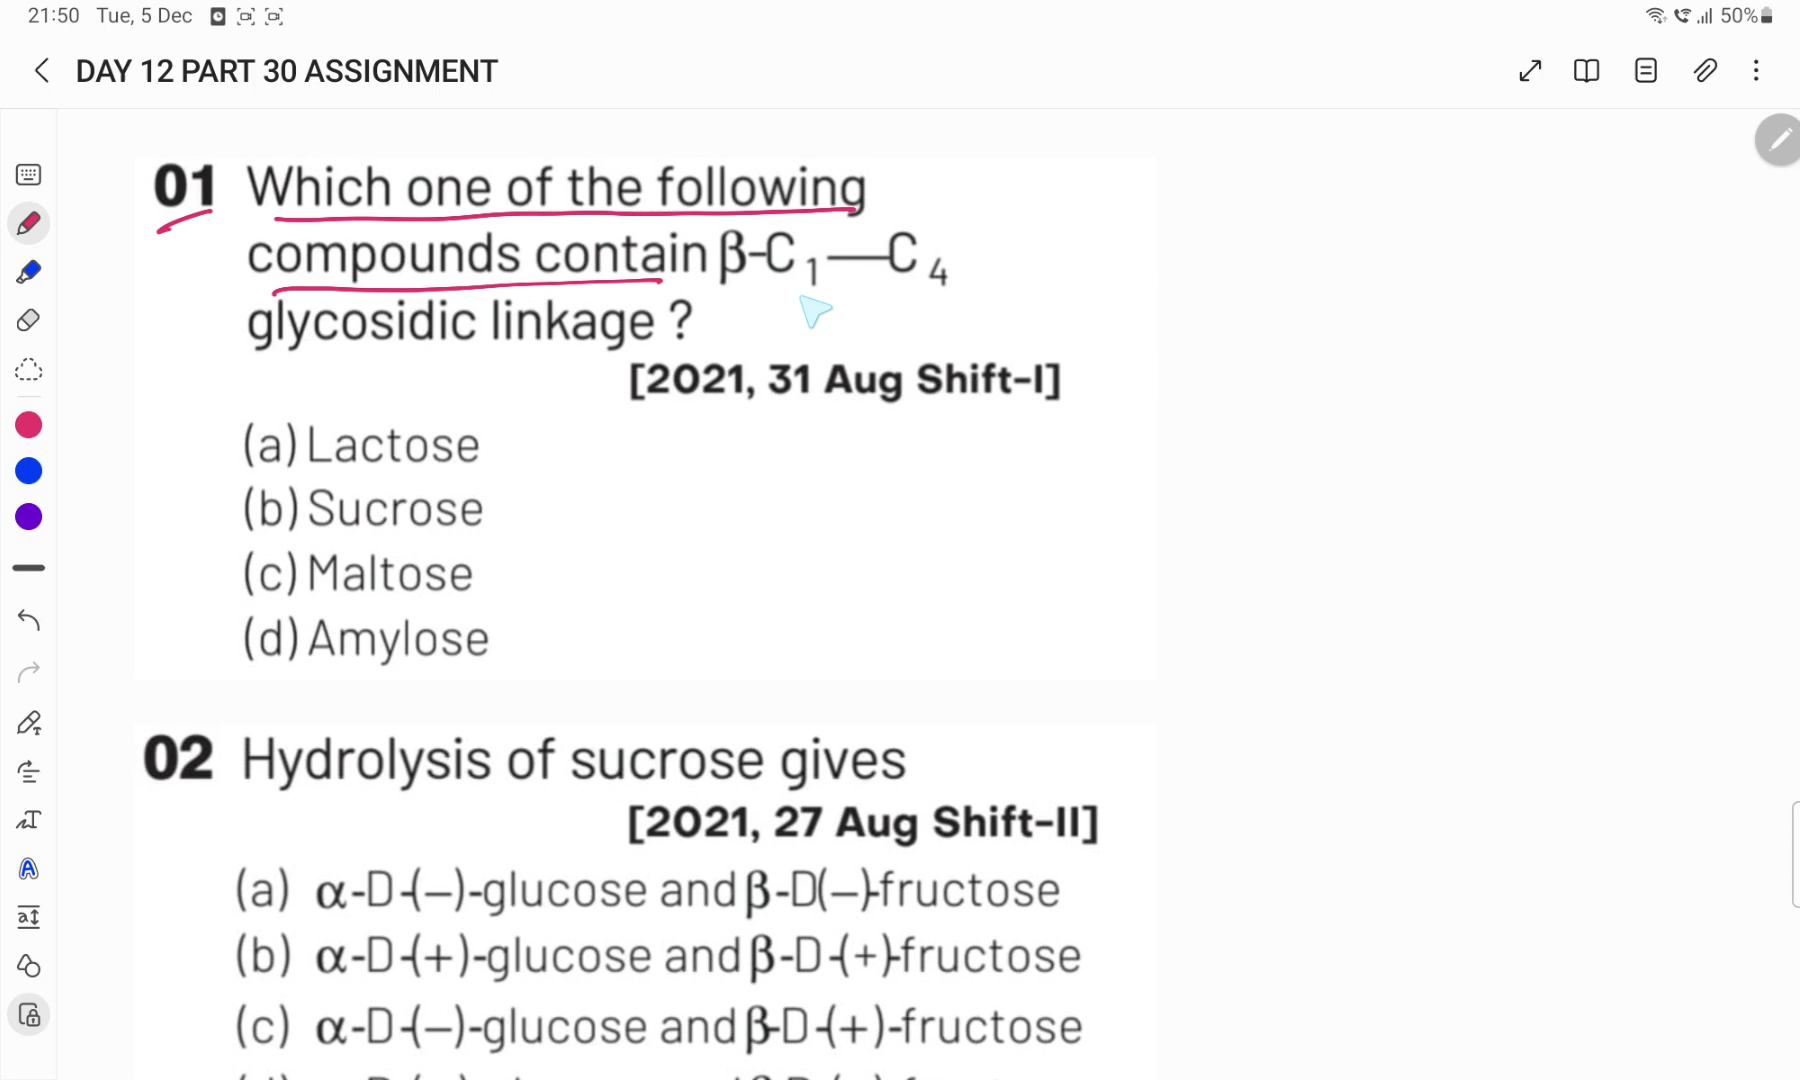 21:50 Tue, 5 Dec 50%
DAY 12 PART 30 ASSIGNMENT
01 Which one of the following
compounds contain β-C₁—C₄
glycosidic linkage ?
[2021, 31 Aug Shift-I]
(a) Lactose
(b) Sucrose
(c) Maltose
(d) Amylose
02 Hydrolysis of sucrose gives
[2021, 27 Aug Shift-II]
(a) α-D-(–)-glucose and β-D(–)-fructose
(b) α-D-(+)-glucose and β-D-(+)-fructose
(c) α-D-(–)-glucose and β-D-(+)-fructose